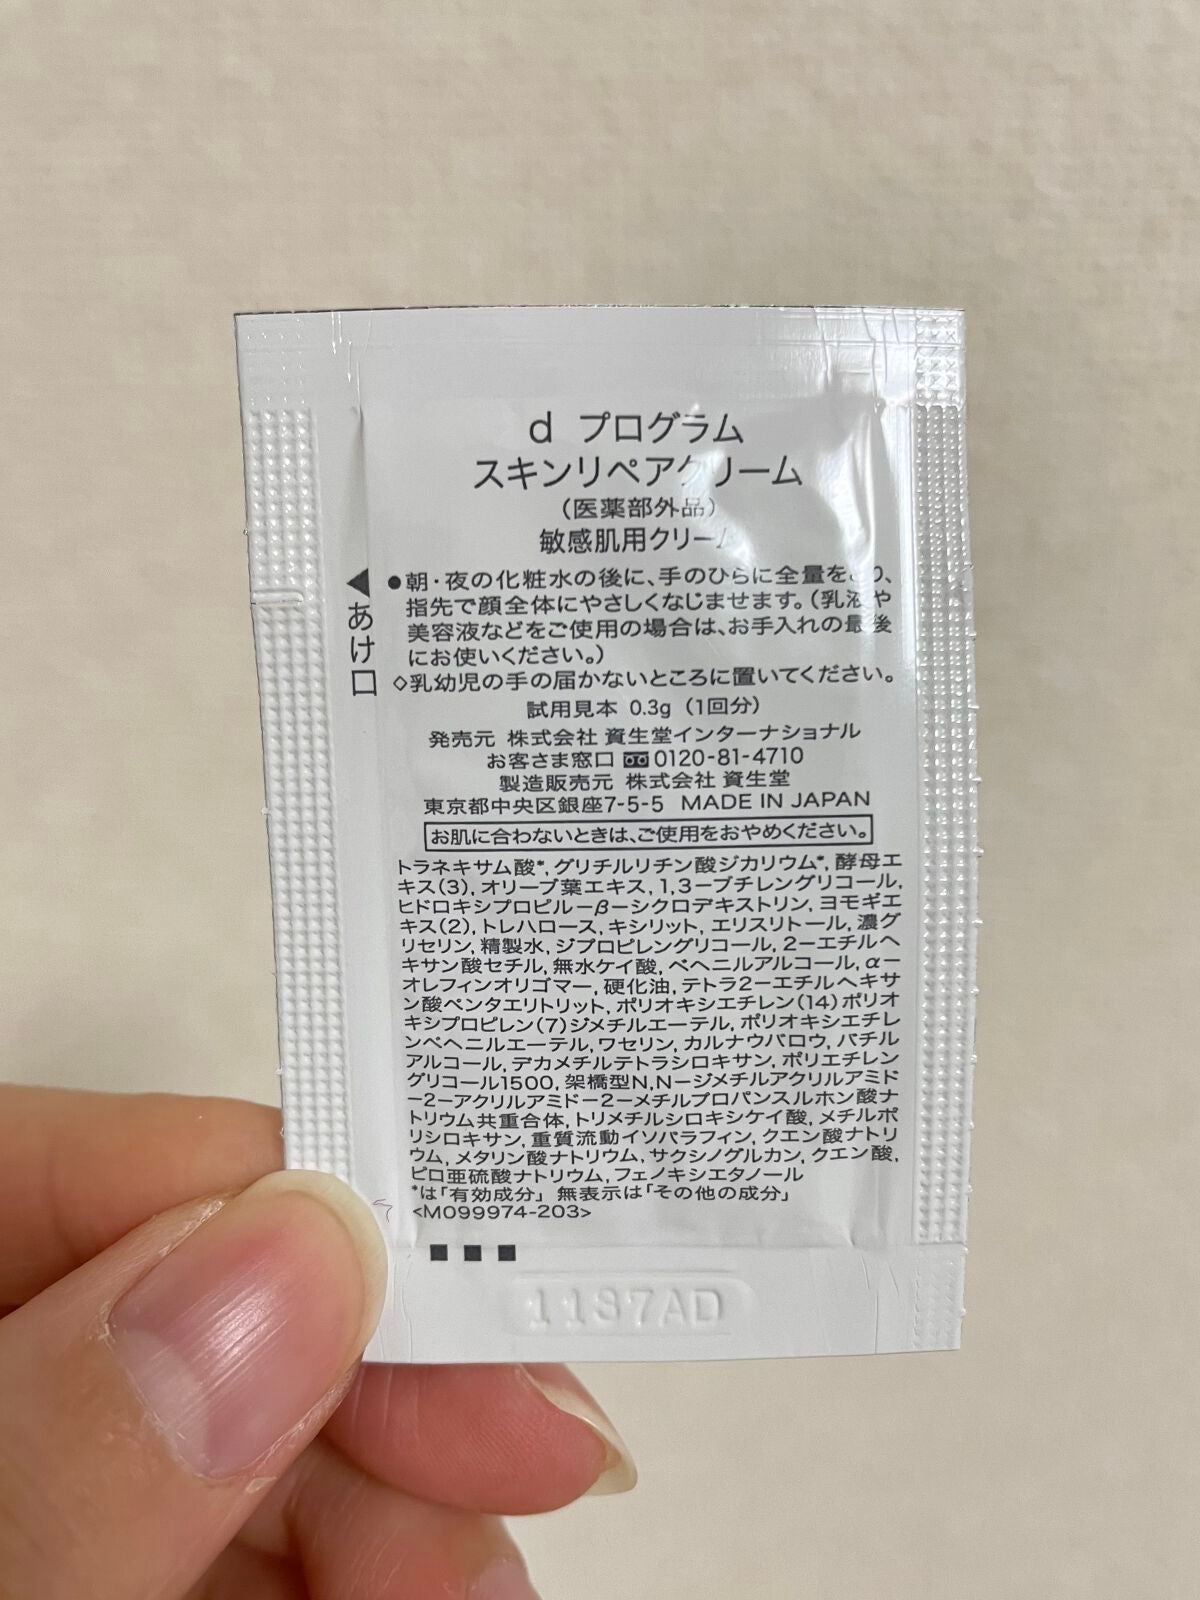 d プログラム
スキンリペアクリーム
（医薬部外品）
敏感肌用クリーム
◀あけ口
●朝・夜の化粧水の後に、手のひらに全量をとり、
指先で顔全体にやさしくなじませます。（乳液や
美容液などをご使用の場合は、お手入れの最後
にお使いください。）
◇乳幼児の手の届かないところに置いてください。
試用見本 0.3g（1回分）
発売元 株式会社 資生堂インターナショナル
お客さま窓口 0120-81-4710
製造販売元 株式会社 資生堂
東京都中央区銀座7-5-5 MADE IN JAPAN
お肌に合わないときは、ご使用をおやめください。
トラネキサム酸*, グリチルリチン酸ジカリウム*, 酵母エ
キス（3）, オリーブ葉エキス, 1,3－ブチレングリコール,
ヒドロキシプロピル－β－シクロデキストリン, ヨモギエ
キス（2）, トレハロース, キシリット, エリスリトール, 濃グ
リセリン, 精製水, ジプロピレングリコール, 2－エチルヘ
キサン酸セチル, 無水ケイ酸, ベヘニルアルコール, α－
オレフィンオリゴマー, 硬化油, テトラ2－エチルヘキサ
ン酸ペンタエリトリット, ポリオキシエチレン（14）ポリオ
キシプロピレン（7）ジメチルエーテル, ポリオキシエチレ
ンベヘニルエーテル, ワセリン, カルナウバロウ, バチル
アルコール, デカメチルテトラシロキサン, ポリエチレン
グリコール1500, 架橋型N,N－ジメチルアクリルアミド
－2－アクリルアミド－2－メチルプロパンスルホン酸ナ
トリウム共重合体, トリメチルシロキシケイ酸, メチルポ
リシロキサン, 重質流動イソパラフィン, クエン酸ナトリ
ウム, メタリン酸ナトリウム, サクシノグルカン, クエン酸,
ピロ亜硫酸ナトリウム, フェノキシエタノール
*は「有効成分」 無表示は「その他の成分」
<M099974-203>
1137AD